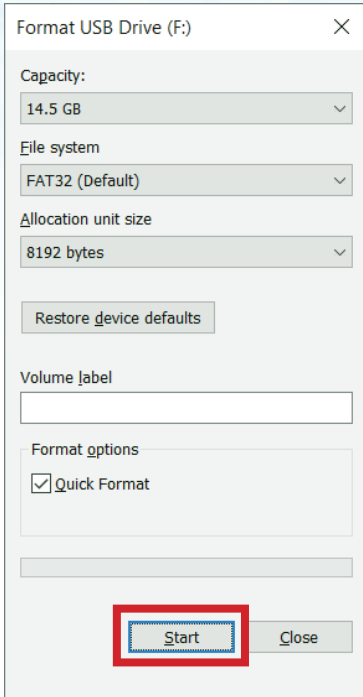 Format USB Drive (F:)
Capacity:
14.5 GB
File system
FAT32 (Default)
Allocation unit size
8192 bytes
Restore device defaults
Volume label
Format options
Quick Format
Start
Close